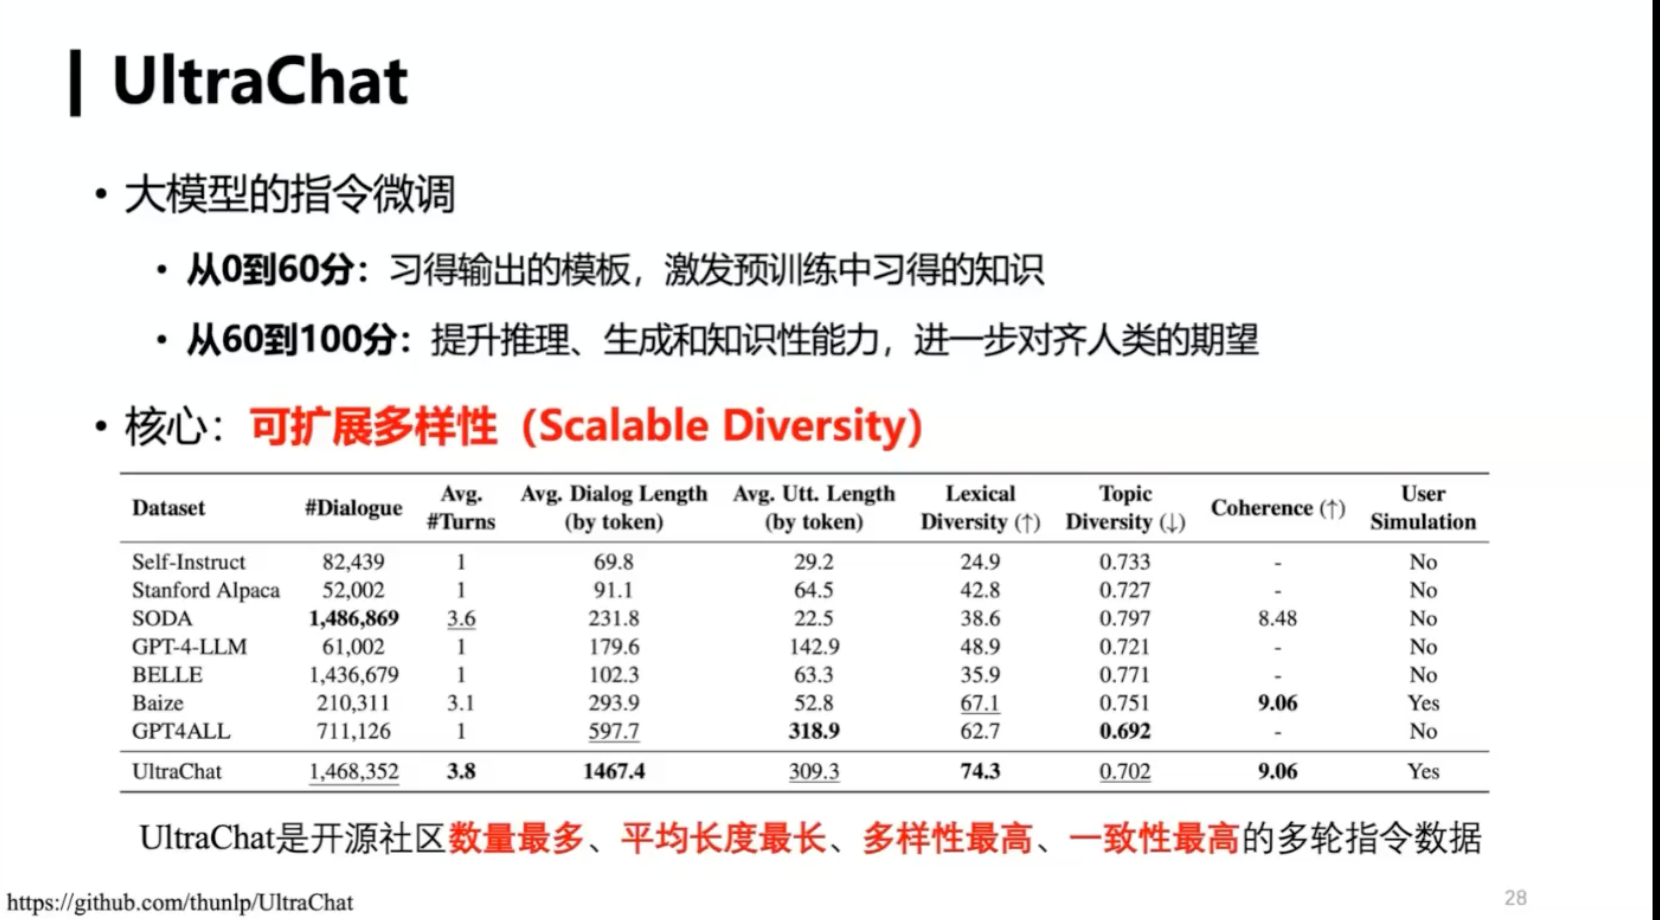 UltraChat
• 大模型的指令微调
• 从0到60分：习得输出的模板，激发预训练中习得的知识
• 从60到100分：提升推理、生成和知识性能力，进一步对齐人类的期望
• 核心：可扩展多样性（Scalable Diversity）
Dataset #Dialogue Avg. #Turns Avg. Dialog Length (by token) Avg. Utt. Length (by token) Lexical Diversity (↑) Topic Diversity (↓) Coherence (↑) User Simulation
Self-Instruct 82,439 1 69.8 29.2 24.9 0.733 - No
Stanford Alpaca 52,002 1 91.1 64.5 42.8 0.727 - No
SODA 1,486,869 3.6 231.8 22.5 38.6 0.797 8.48 No
GPT-4-LLM 61,002 1 179.6 142.9 48.9 0.721 - No
BELLE 1,436,679 1 102.3 63.3 35.9 0.771 - No
Baize 210,311 3.1 293.9 52.8 67.1 0.751 9.06 Yes
GPT4ALL 711,126 1 597.7 318.9 62.7 0.692 - No
UltraChat 1,468,352 3.8 1467.4 309.3 74.3 0.702 9.06 Yes
UltraChat是开源社区数量最多、平均长度最长、多样性最高、一致性最高的多轮指令数据
https://github.com/thunlp/UltraChat
28